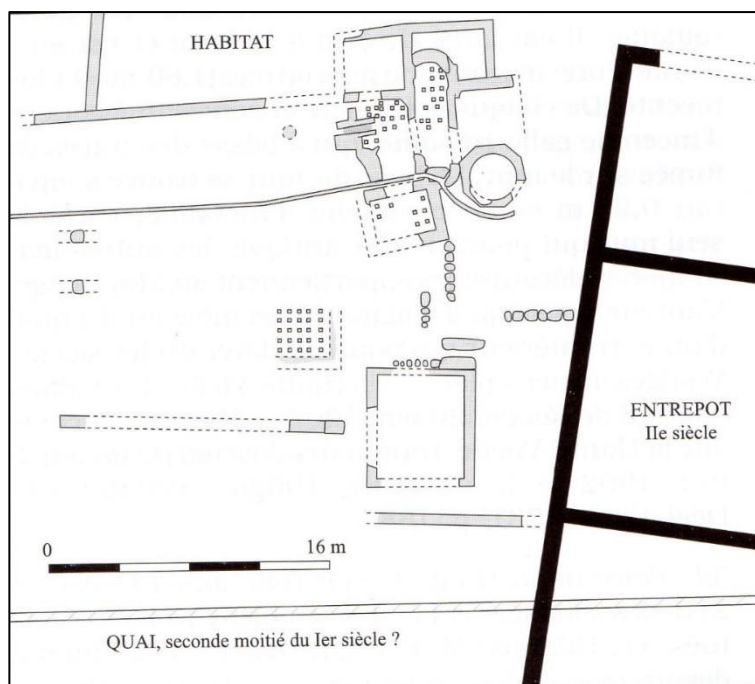 HABITAT
ENTREPOT
IIe siècle
0 16 m
QUAI, seconde moitié du Ier siècle ?